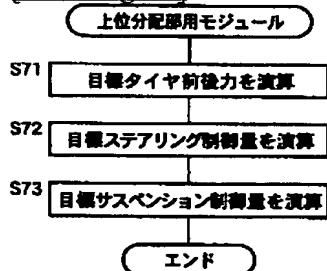 上位分配部用モジュール
S71
目標タイヤ前後力を演算
S72
目標ステアリング制御量を演算
S73
目標サスペンション制御量を演算
エンド